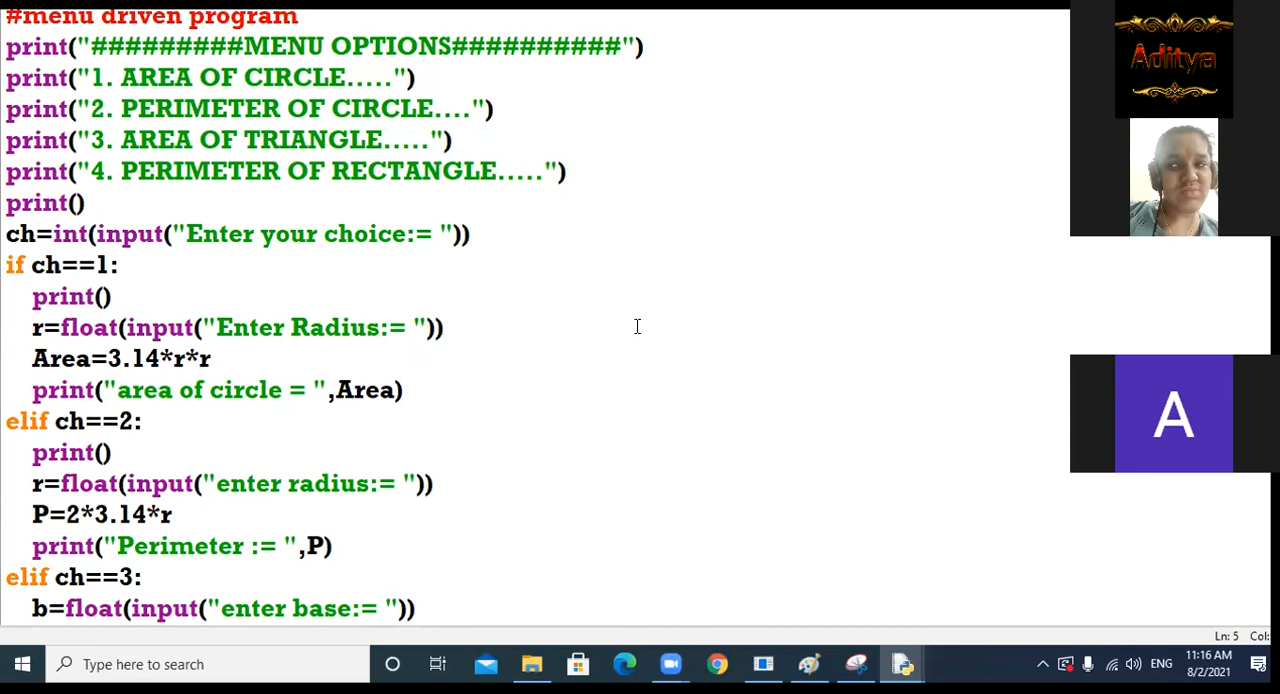 #menu driven program
print("#########MENU OPTIONS##########")
print("1. AREA OF CIRCLE.....")
print("2. PERIMETER OF CIRCLE....")
print("3. AREA OF TRIANGLE.....")
print("4. PERIMETER OF RECTANGLE.....")
print()
ch=int(input("Enter your choice:= "))
if ch==1:
    print()
    r=float(input("Enter Radius:= "))
    Area=3.14*r*r
    print("area of circle = ",Area)
elif ch==2:
    print()
    r=float(input("enter radius:= "))
    P=2*3.14*r
    print("Perimeter := ",P)
elif ch==3:
    b=float(input("enter base:= "))
Aditya
A
Ln: 5 Col:
Type here to search
ENG
11:16 AM
8/2/2021